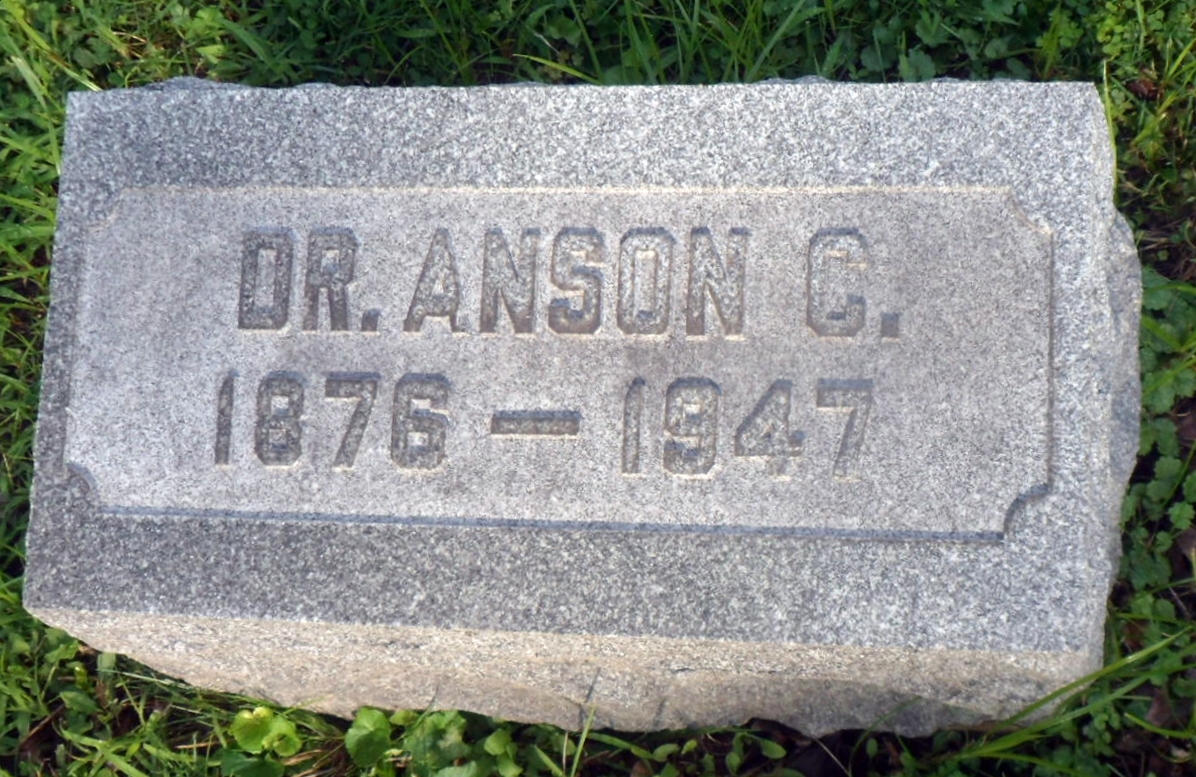 DR. ANSON C.
1876 — 1947